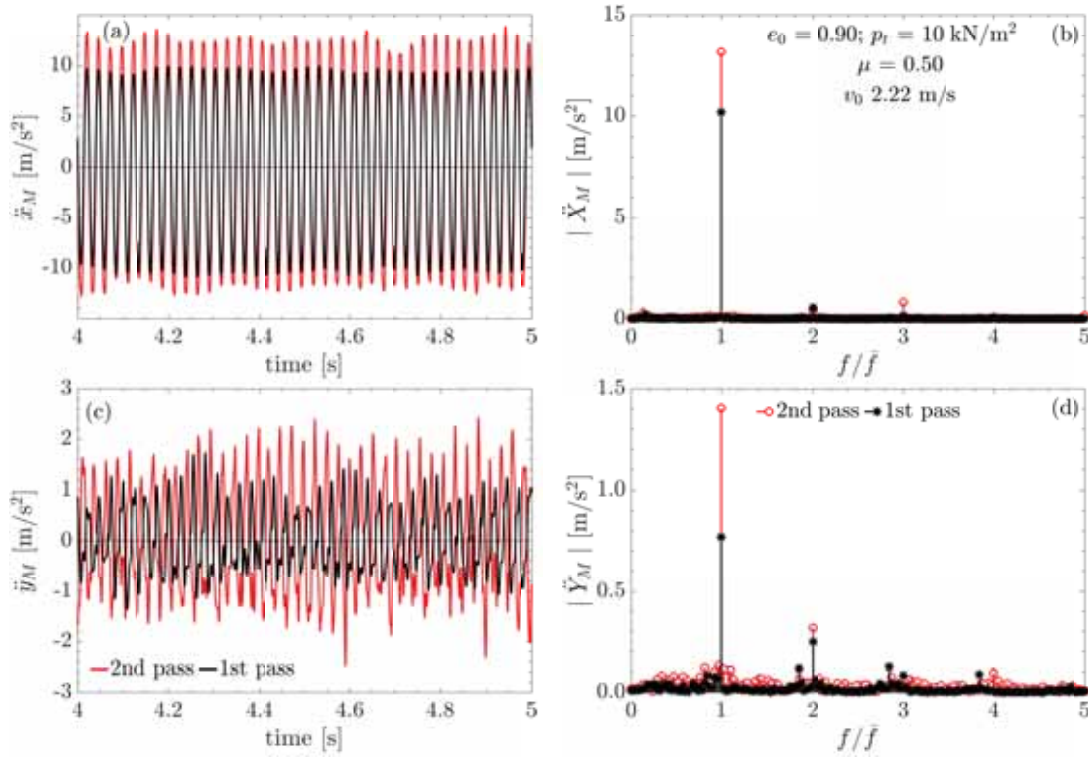 (a)
ẍ_M [m/s²]
10
5
0
-5
-10
4 4.2 4.4 4.6 4.8 5
time [s]
(b)
e₀ = 0.90; pₜ = 10 kN/m²
μ = 0.50
v₀ 2.22 m/s
| Ẍ_M | [m/s²]
15
10
5
0
0 1 2 3 4 5
f/f̄
(c)
ÿ_M [m/s²]
3
2
1
0
-1
-2
-3
2nd pass 1st pass
4 4.2 4.4 4.6 4.8 5
time [s]
(d)
2nd pass 1st pass
| Ÿ_M | [m/s²]
1.5
1.0
0.5
0.0
0 1 2 3 4 5
f/f̄